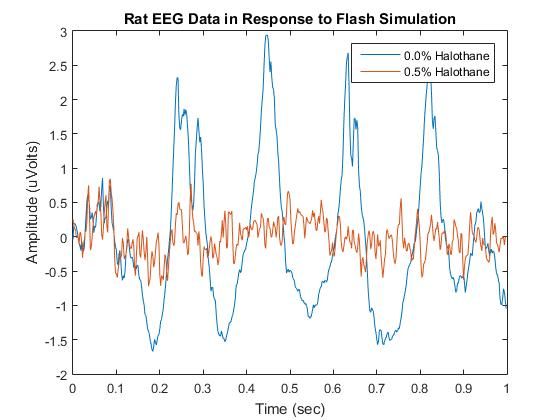 Rat EEG Data in Response to Flash Simulation
3
2.5
2
1.5
1
0.5
0
-0.5
-1
-1.5
-2
Amplitude (uVolts)
0.0% Halothane
0.5% Halothane
0 0.1 0.2 0.3 0.4 0.5 0.6 0.7 0.8 0.9 1
Time (sec)